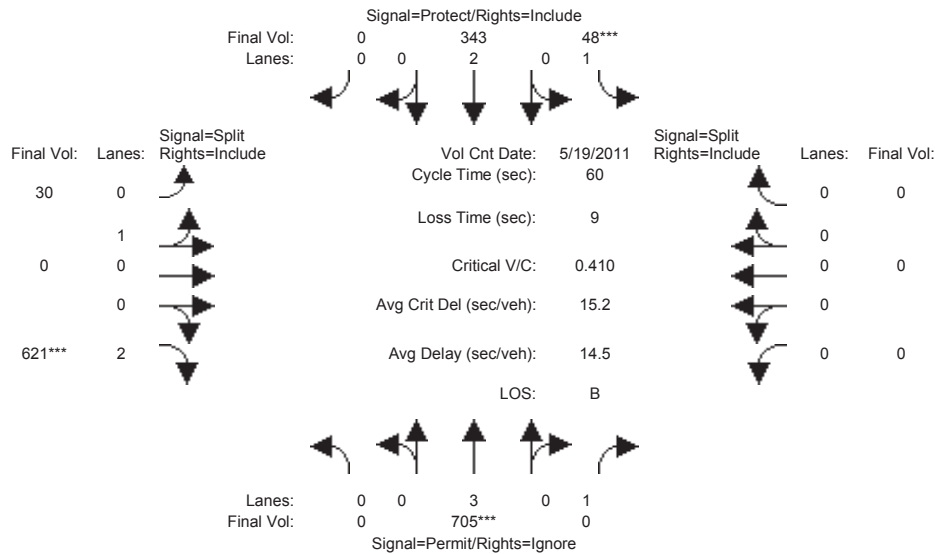 Signal=Protect/Rights=Include
Final Vol: 0 343 48***
Lanes: 0 0 2 0 1
Signal=Split Signal=Split
Final Vol: Lanes: Rights=Include Vol Cnt Date: 5/19/2011 Rights=Include Lanes: Final Vol:
Cycle Time (sec): 60
30 0 0 0
Loss Time (sec): 9
1 0
0 0 Critical V/C: 0.410 0 0
0 Avg Crit Del (sec/veh): 15.2 0
621*** 2 Avg Delay (sec/veh): 14.5 0 0
LOS: B
Lanes: 0 0 3 0 1
Final Vol: 0 705*** 0
Signal=Permit/Rights=Ignore